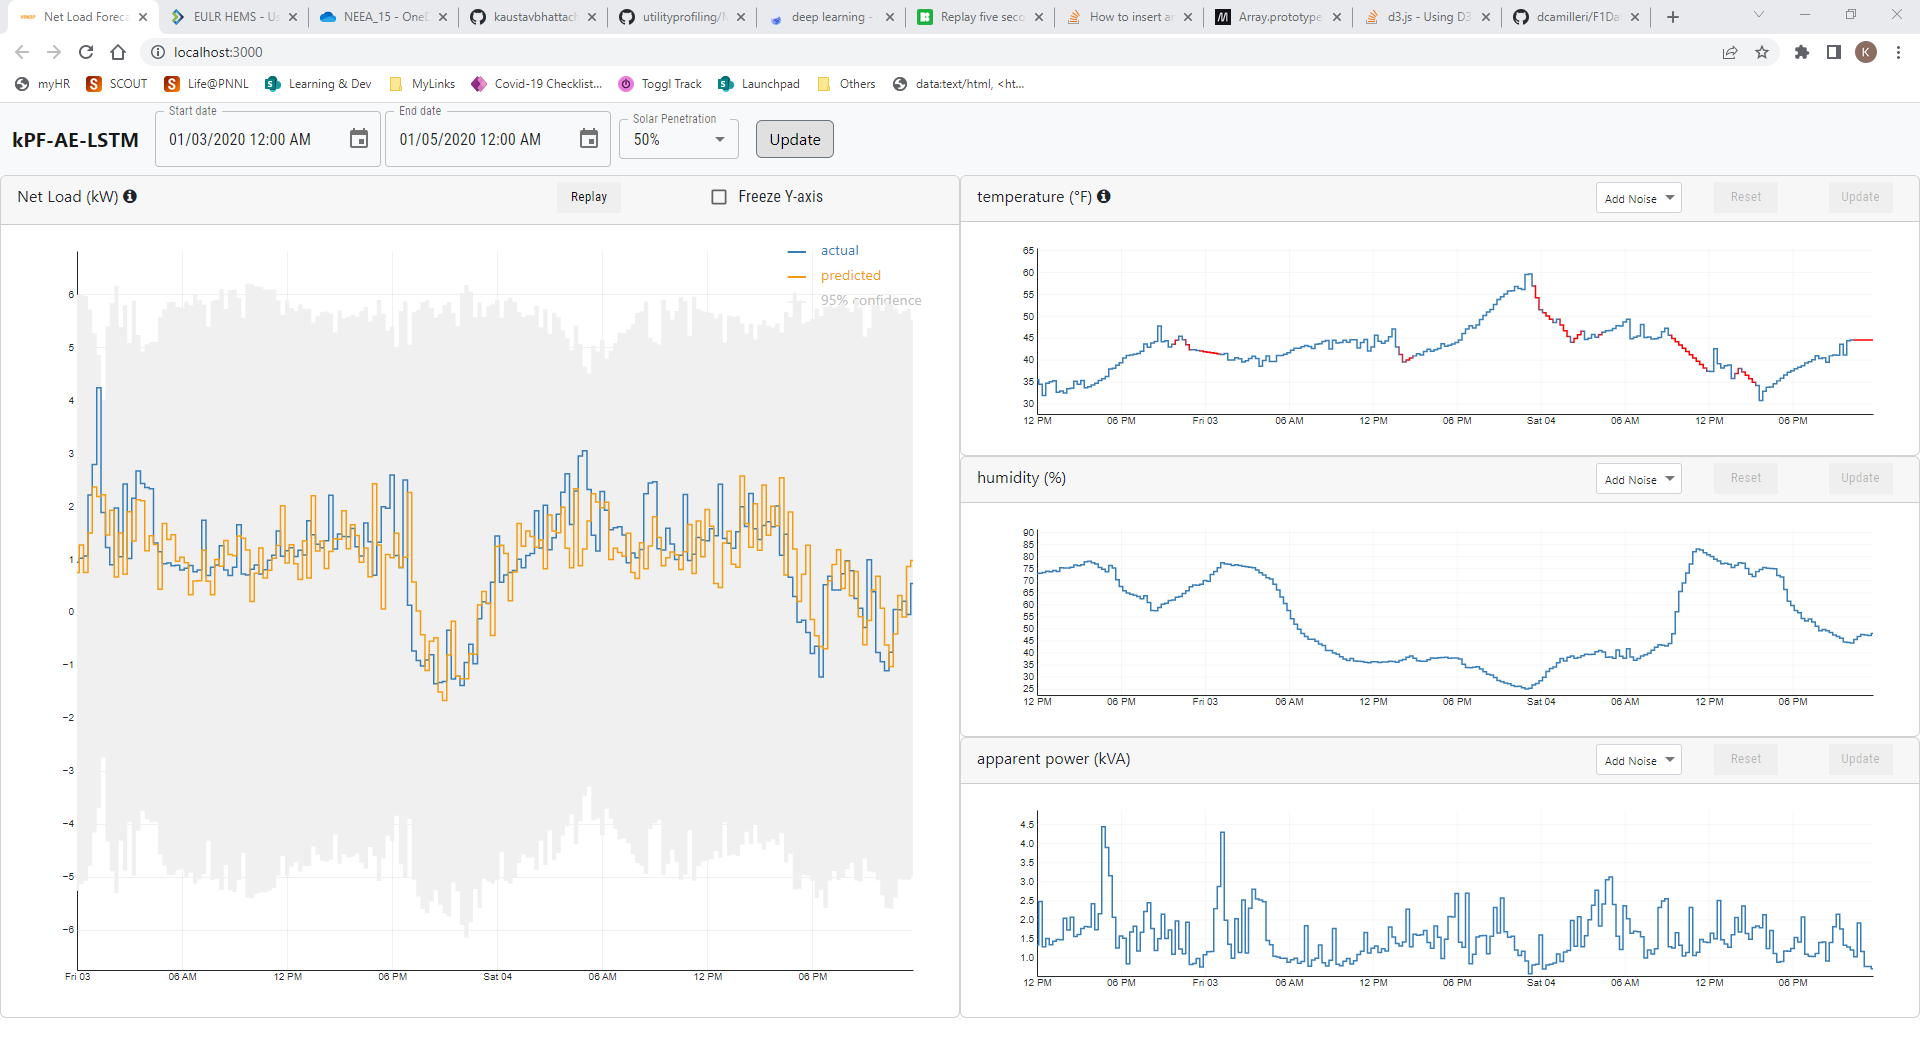 Net Load Foreca
EULR HEMS - Us
NEEA_15 - OneD
kaustavbhattach
utilityprofiling/
deep learning -
Replay five seco
How to insert an
Array.prototype
d3.js - Using D3
dcamilleri/F1Da
localhost:3000
K
myHR
SCOUT
Life@PNNL
Learning & Dev
MyLinks
Covid-19 Checklist...
Toggl Track
Launchpad
Others
data:text/html, <ht...
kPF-AE-LSTM
Start date
01/03/2020 12:00 AM
End date
01/05/2020 12:00 AM
Solar Penetration
50%
Update
Net Load (kW)
Replay
Freeze Y-axis
actual
predicted
95% confidence
6
5
4
3
2
1
0
−1
−2
−3
−4
−5
−6
Fri 03
06 AM
12 PM
06 PM
Sat 04
06 AM
12 PM
06 PM
temperature (°F)
Add Noise
Reset
Update
65
60
55
50
45
40
35
30
12 PM
06 PM
Fri 03
06 AM
12 PM
06 PM
Sat 04
06 AM
12 PM
06 PM
humidity (%)
Add Noise
Reset
Update
90
85
80
75
70
65
60
55
50
45
40
35
30
25
12 PM
06 PM
Fri 03
06 AM
12 PM
06 PM
Sat 04
06 AM
12 PM
06 PM
apparent power (kVA)
Add Noise
Reset
Update
4.5
4.0
3.5
3.0
2.5
2.0
1.5
1.0
12 PM
06 PM
Fri 03
06 AM
12 PM
06 PM
Sat 04
06 AM
12 PM
06 PM